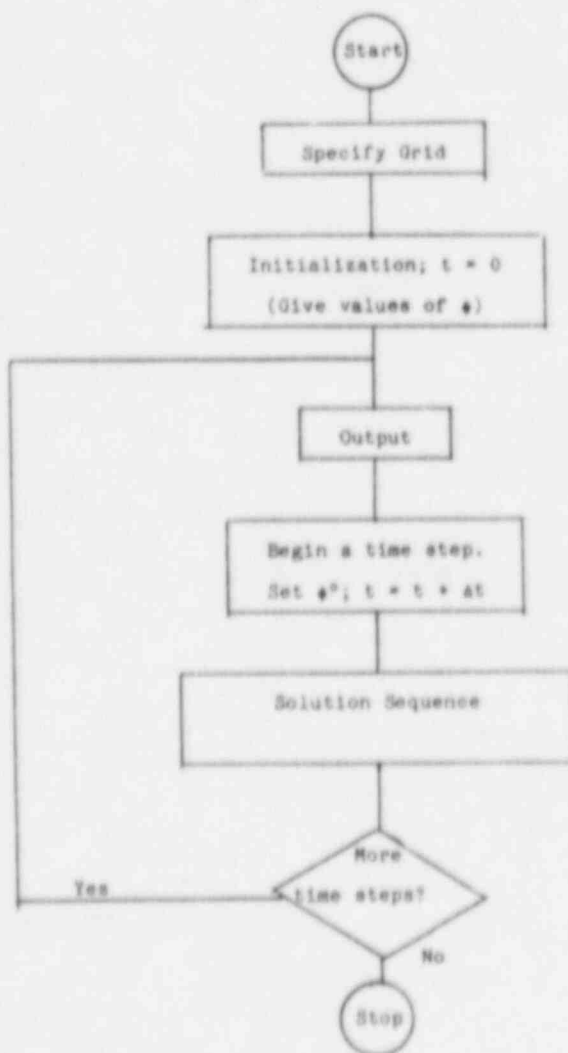 Start
Specify Grid
Initialization; t = 0
(Give values of ϕ)
Output
Begin a time step.
Set ϕ°; t = t + Δt
Solution Sequence
More
time steps?
Yes
No
Stop